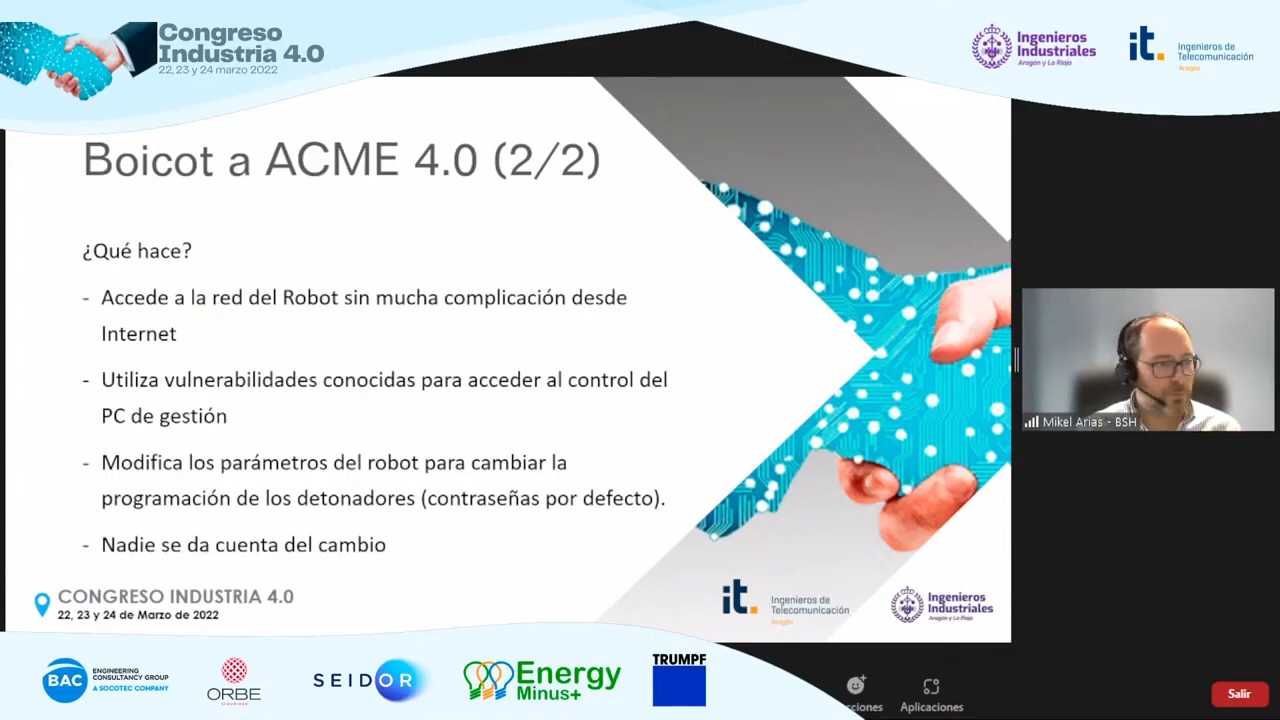 Congreso
Industria 4.0
22, 23 y 24 marzo 2022
Ingenieros
Industriales
Aragón y La Rioja
it.
Ingenieros de
Telecomunicación
Aragón
Boicot a ACME 4.0 (2/2)
¿Qué hace?
- Accede a la red del Robot sin mucha complicación desde
Internet
- Utiliza vulnerabilidades conocidas para acceder al control del
PC de gestión
- Modifica los parámetros del robot para cambiar la
programación de los detonadores (contraseñas por defecto).
- Nadie se da cuenta del cambio
Mikel Arias - BSH
CONGRESO INDUSTRIA 4.0
22, 23 y 24 de Marzo de 2022
it.
Ingenieros de
Telecomunicación
Aragón
Ingenieros
Industriales
Aragón y La Rioja
BAC
ENGINEERING
CONSULTANCY GROUP
A SOCOTEC COMPANY
ORBE
SEGURIDAD
SEIDOR
Energy
Minus+
TRUMPF
cciones
Aplicaciones
Salir